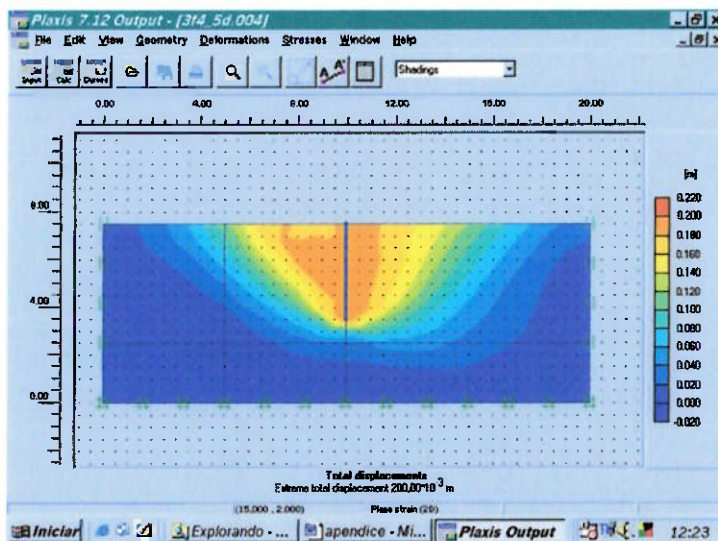 Plaxis 7.12 Output - [3f4_5d.004]
File Edit View Geometry Deformations Stresses Window Help
Input Calc Curves Shadings
0.00 4.00 8.00 12.00 16.00 20.00
8.00
4.00
0.00
[m]
0.220
0.200
0.180
0.160
0.140
0.120
0.100
0.080
0.060
0.040
0.020
0.000
-0.020
Total displacements
Extreme total displacement 200,00*10-3 m
(15,000 , 2,000) Plane strain (2D)
Iniciar Explorando - ... apendice - Mi... Plaxis Output 12:23